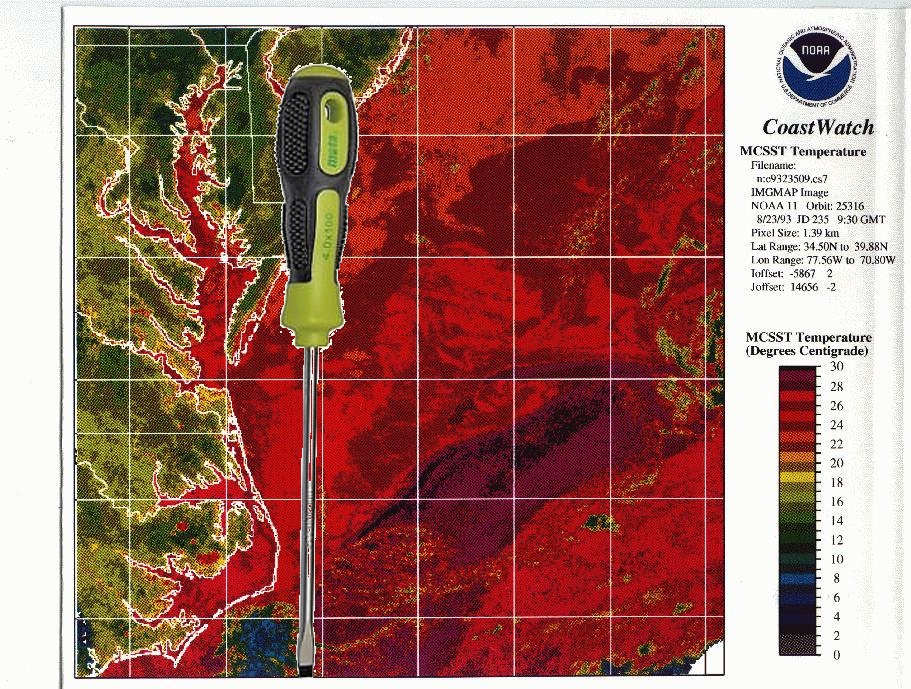 NATIONAL OCEANIC AND ATMOSPHERIC ADMINISTRATION
NOAA
U.S. DEPARTMENT OF COMMERCE
CoastWatch
MCSST Temperature
Filename:
n:c9323509.cs7
IMGMAP Image
NOAA 11 Orbit: 25316
8/23/93 JD 235 9:30 GMT
Pixel Size: 1.39 km
Lat Range: 34.50N to 39.88N
Lon Range: 77.56W to 70.80W
Ioffset: -5867 2
Joffset: 14656 -2
MCSST Temperature
(Degrees Centigrade)
30
28
26
24
22
20
18
16
14
12
10
8
6
4
2
0
4.0x100